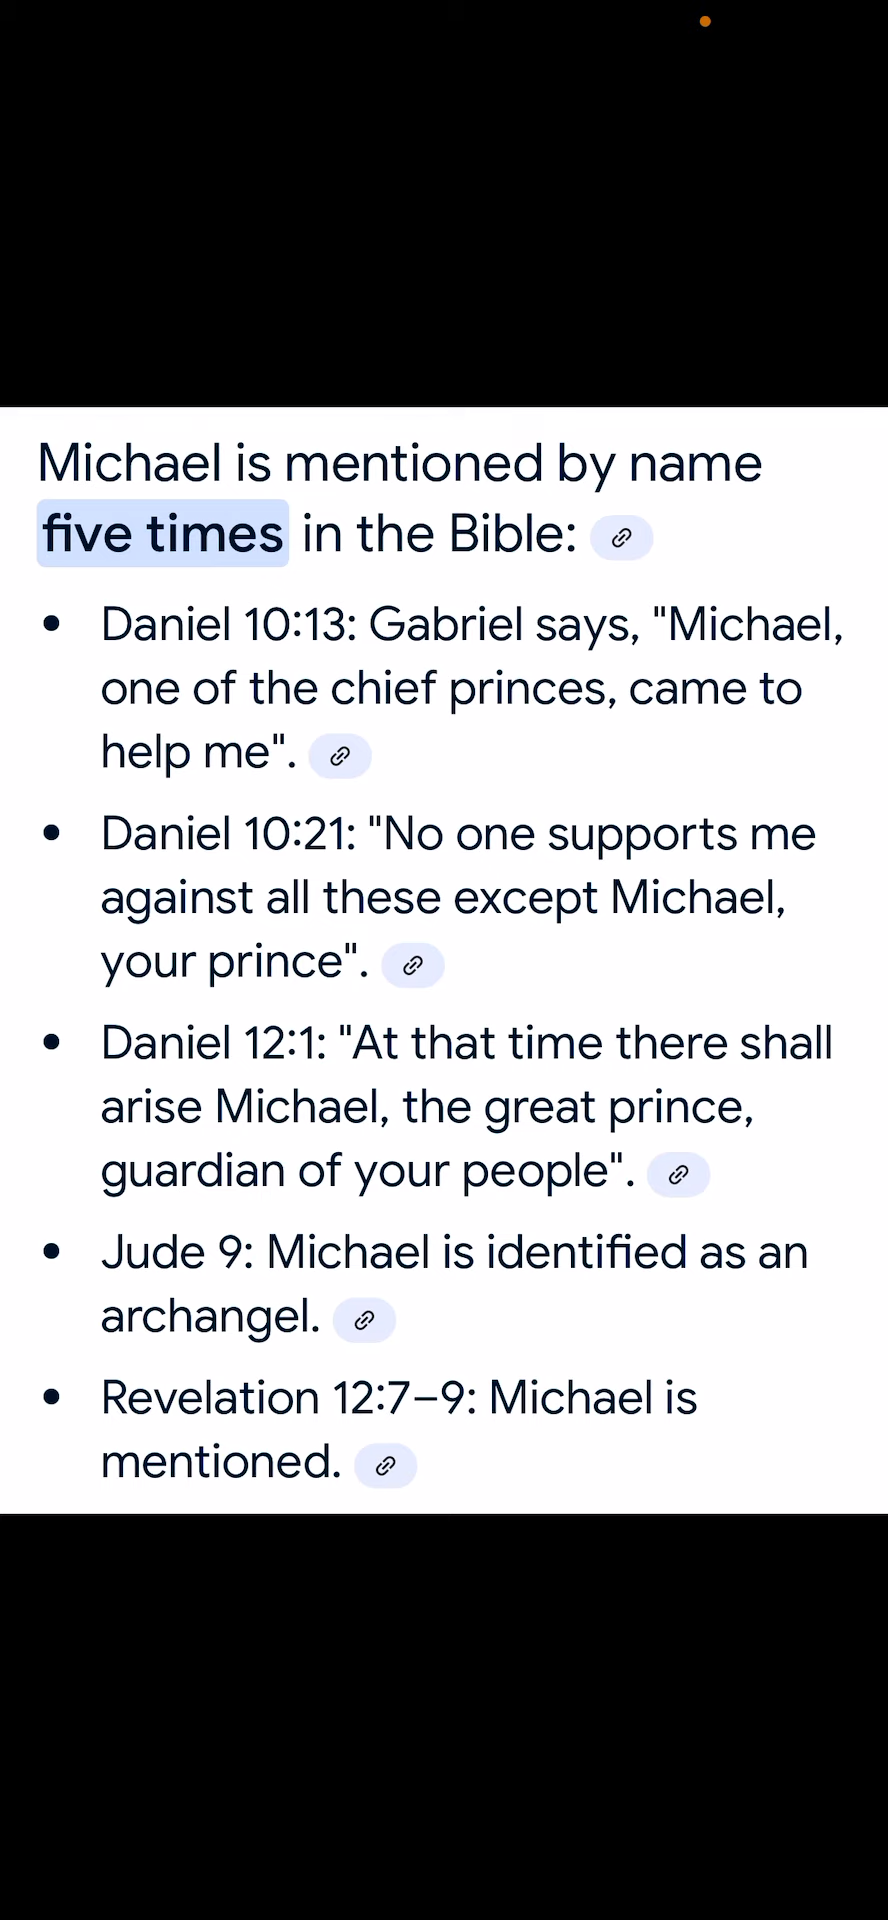 Michael is mentioned by name
five times in the Bible:
• Daniel 10:13: Gabriel says, "Michael,
one of the chief princes, came to
help me".
• Daniel 10:21: "No one supports me
against all these except Michael,
your prince".
• Daniel 12:1: "At that time there shall
arise Michael, the great prince,
guardian of your people".
• Jude 9: Michael is identified as an
archangel.
• Revelation 12:7–9: Michael is
mentioned.